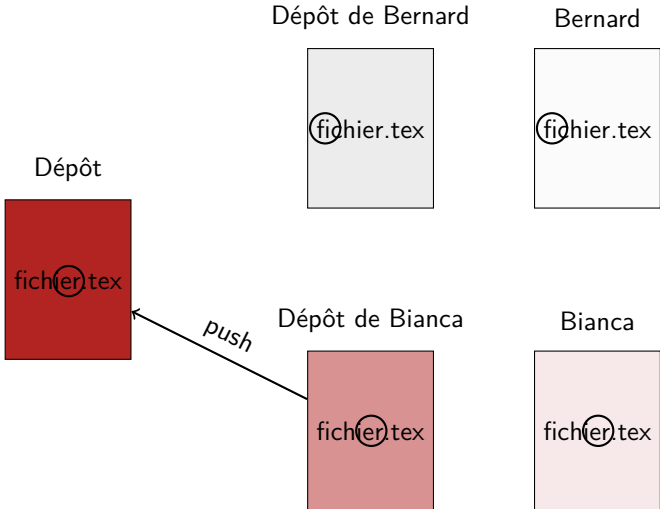 Dépôt de Bernard
Bernard
fichier.tex
fichier.tex
Dépôt
fichier.tex
push
Dépôt de Bianca
Bianca
fichier.tex
fichier.tex